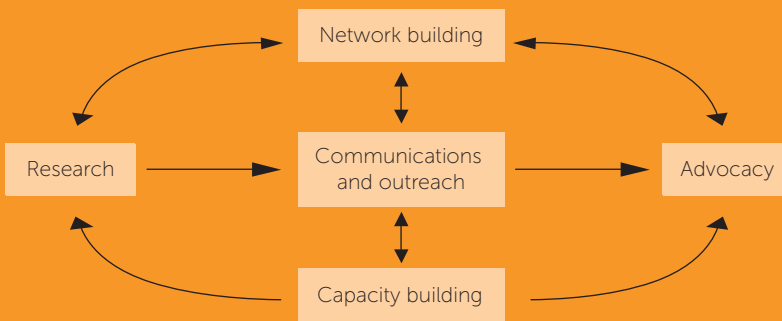 Network building
Research
Communications
and outreach
Advocacy
Capacity building